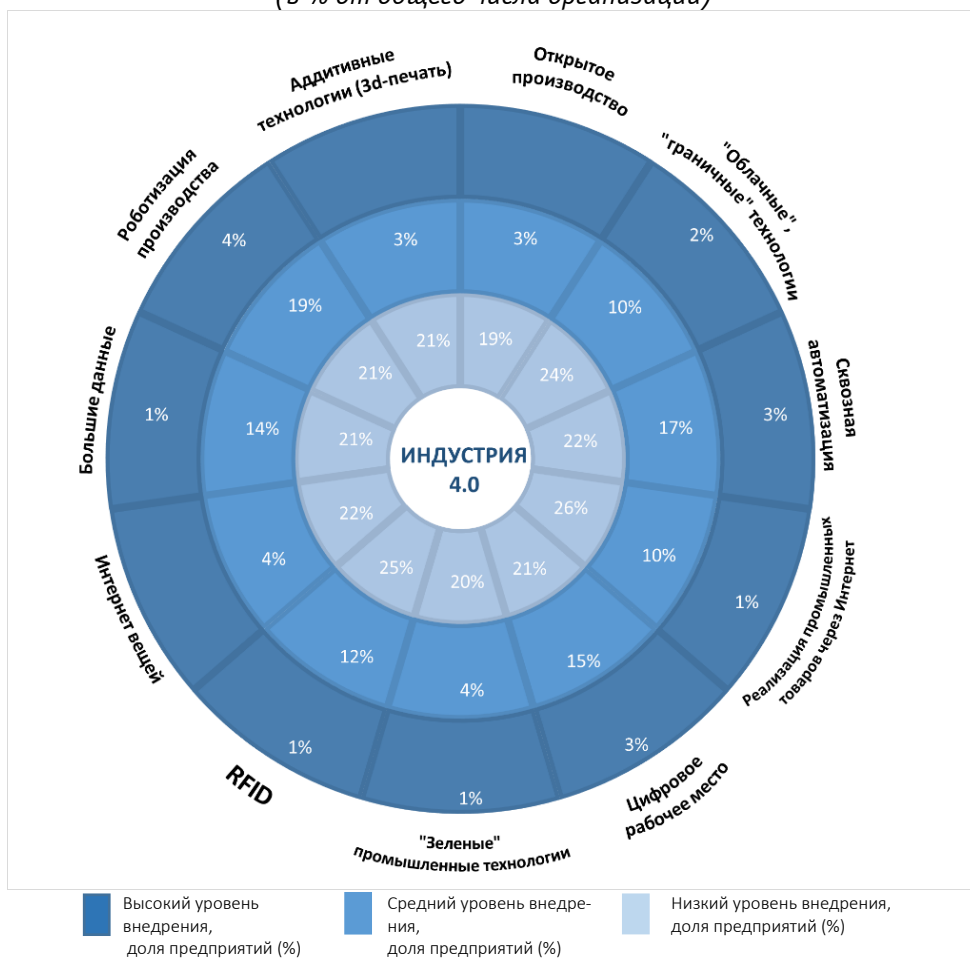 (в % от общего числа организаций)
Аддитивные
технологии (3d-печать)
Открытое
производство
"Облачные",
"граничные" технологии
Роботизация
производства
Сквозная
автоматизация
Большие данные
Реализация промышленных
товаров через Интернет
Интернет вещей
Цифровое
рабочее место
RFID
"Зеленые"
промышленные технологии
4%
3%
3%
2%
19%
10%
21%
19%
21%
24%
1%
14%
21%
22%
17%
3%
ИНДУСТРИЯ
4.0
22%
26%
4%
10%
25%
20%
21%
1%
12%
4%
15%
1%
1%
3%
Высокий уровень
внедрения,
доля предприятий (%)
Средний уровень внедре-
ния,
доля предприятий (%)
Низкий уровень внедрения,
доля предприятий (%)